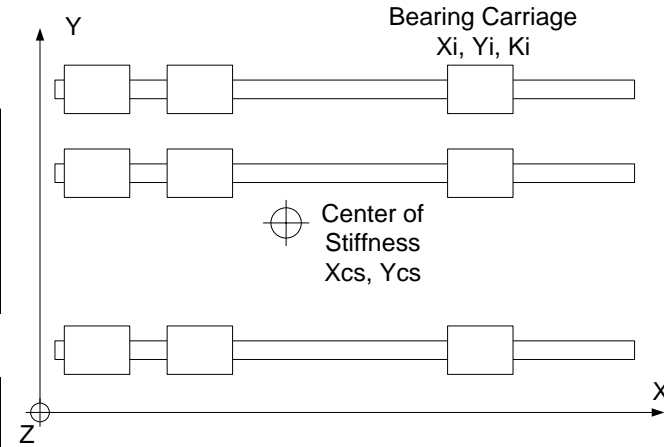 Y
Bearing Carriage
Xi, Yi, Ki
Center of
Stiffness
Xcs, Ycs
X
Z